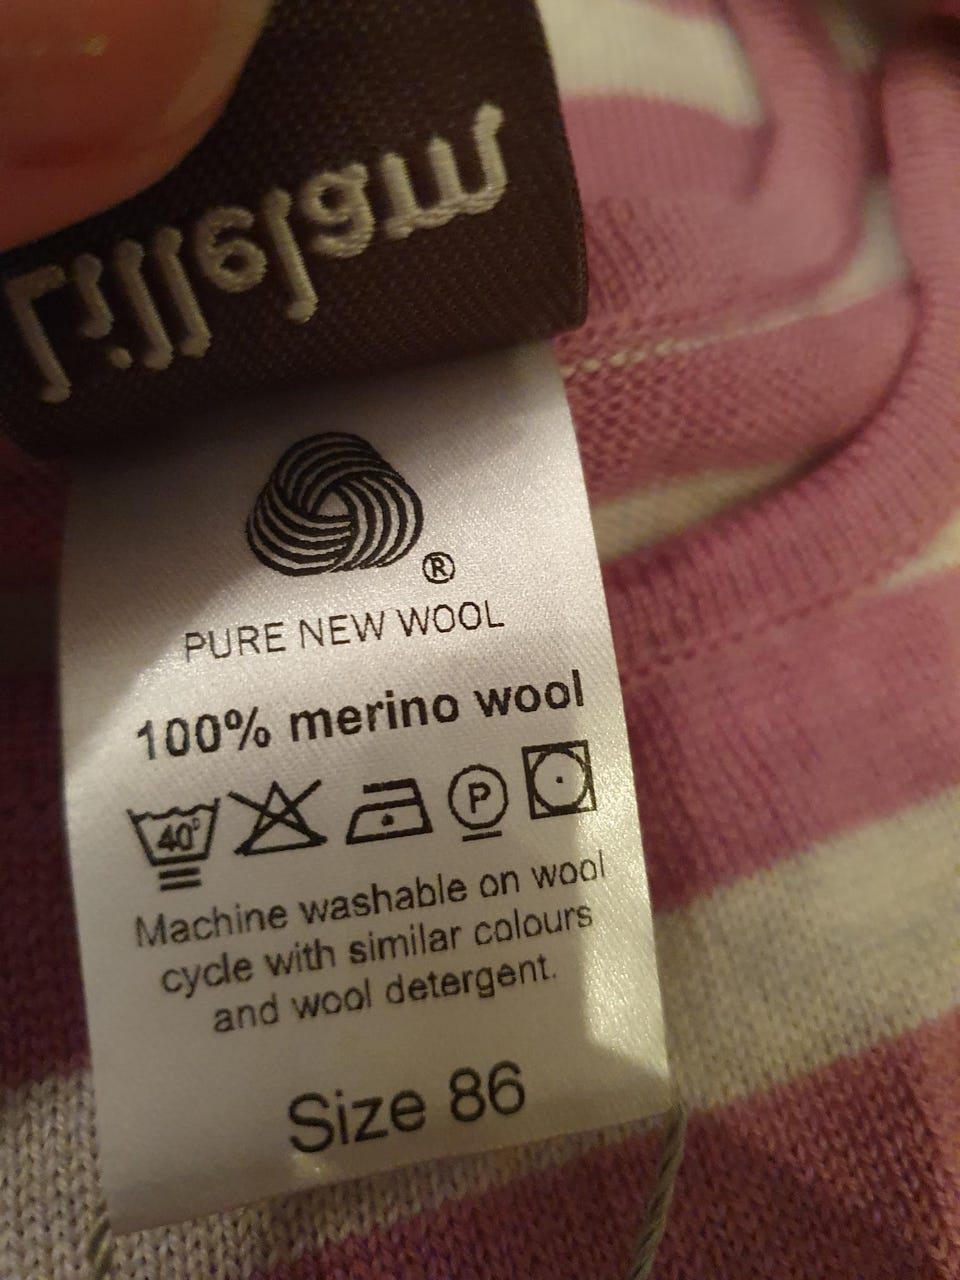 Lillelam
®
PURE NEW WOOL
100% merino wool
40° P
Machine washable on wool
cycle with similar colours
and wool detergent.
Size 86